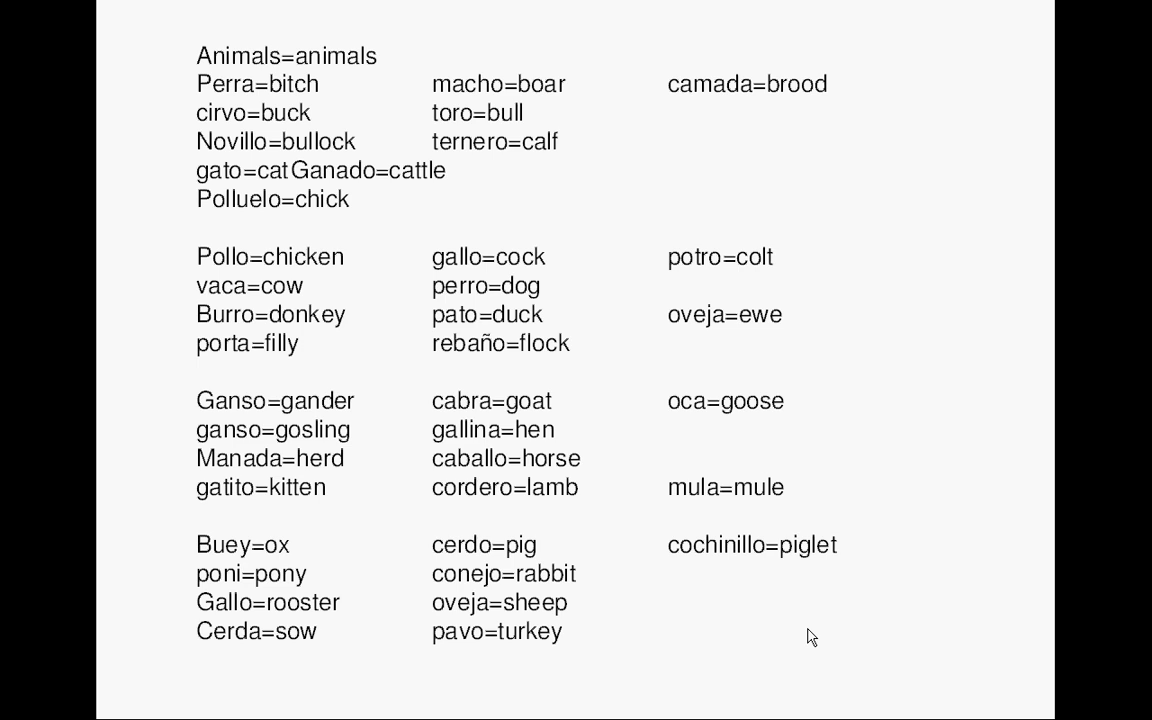 Animals=animals
Perra=bitch macho=boar camada=brood
cirvo=buck toro=bull
Novillo=bullock ternero=calf
gato=cat Ganado=cattle
Polluelo=chick
Pollo=chicken gallo=cock potro=colt
vaca=cow perro=dog
Burro=donkey pato=duck oveja=ewe
porta=filly rebaño=flock
Ganso=gander cabra=goat oca=goose
ganso=gosling gallina=hen
Manada=herd caballo=horse
gatito=kitten cordero=lamb mula=mule
Buey=ox cerdo=pig cochinillo=piglet
poni=pony conejo=rabbit
Gallo=rooster oveja=sheep
Cerda=sow pavo=turkey